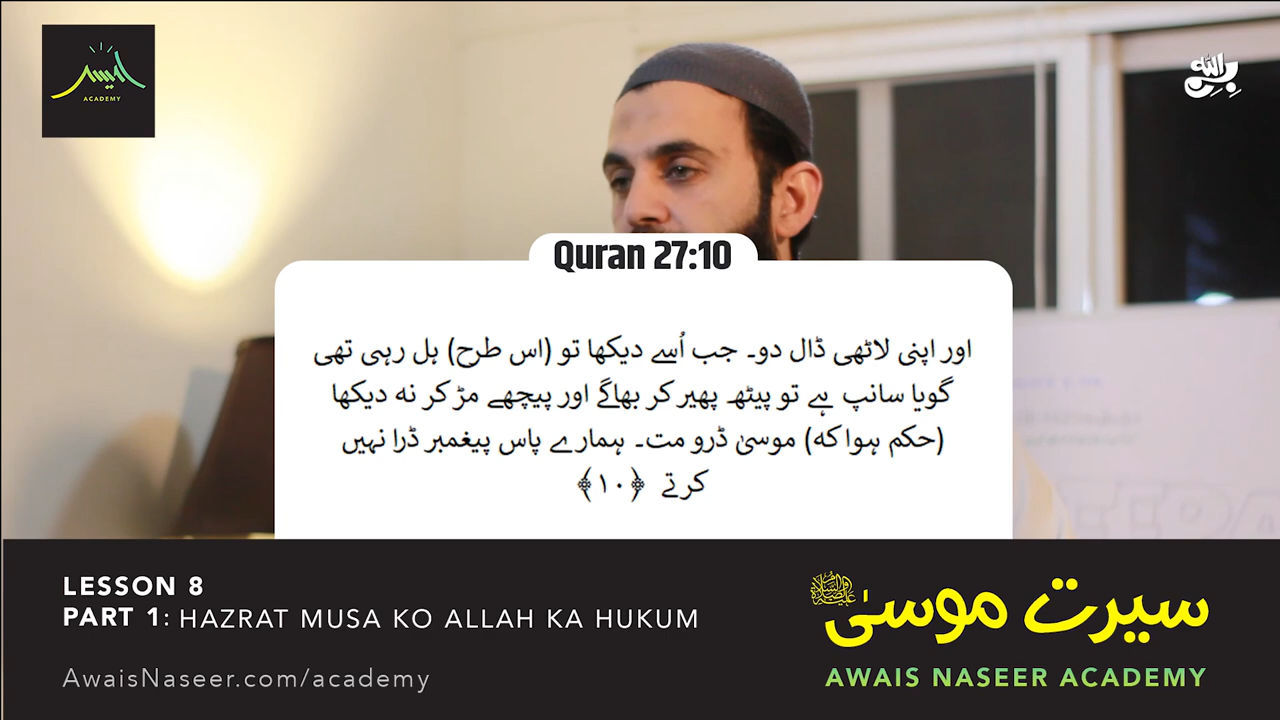 ACADEMY
بسم الله
Quran 27:10
اور اپنی لاٹھی ڈال دو۔ جب اُسے دیکھا تو (اس طرح) ہل رہی تھی
گویا سانپ ہے تو پیٹھ پھیر کر بھاگے اور پیچھے مڑ کر نہ دیکھا
(حکم ہوا کہ) موسیٰ ڈرو مت۔ ہمارے پاس پیغمبر ڈرا نہیں
کرتے ﴿۱۰﴾
LESSON 8
PART 1: HAZRAT MUSA KO ALLAH KA HUKUM
AwaisNaseer.com/academy
سیرت موسیٰ
AWAIS NASEER ACADEMY